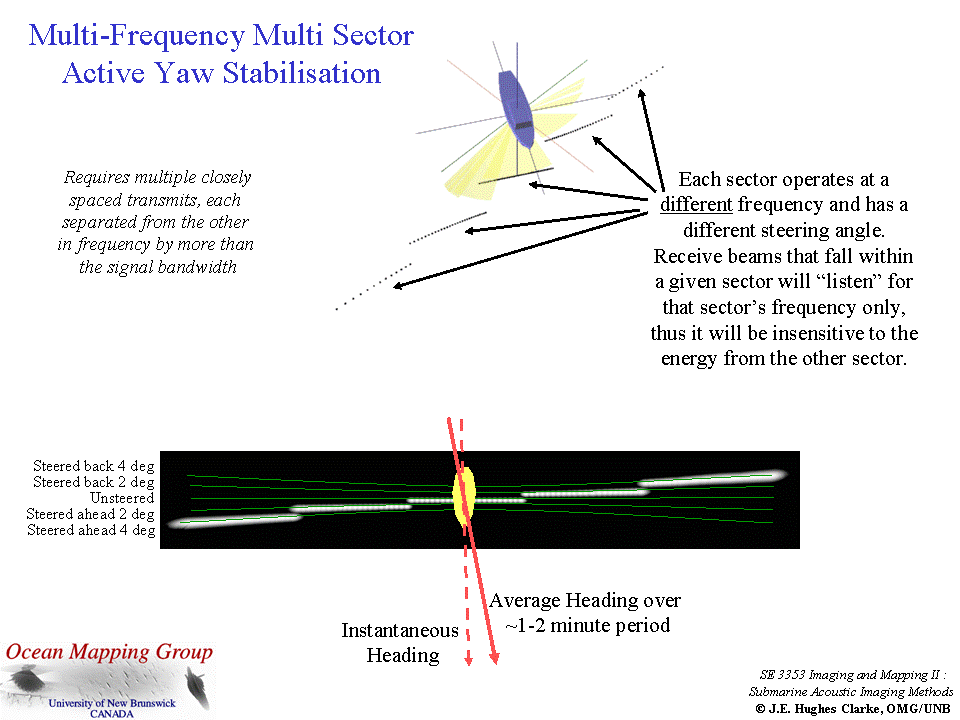 Multi-Frequency Multi Sector
Active Yaw Stabilisation
Requires multiple closely
spaced transmits, each
separated from the other
in frequency by more than
the signal bandwidth
Each sector operates at a
different frequency and has a
different steering angle.
Receive beams that fall within
a given sector will “listen” for
that sector’s frequency only,
thus it will be insensitive to the
energy from the other sector.
Steered back 4 deg
Steered back 2 deg
Unsteered
Steered ahead 2 deg
Steered ahead 4 deg
Average Heading over
~1-2 minute period
Instantaneous
Heading
Ocean Mapping Group
University of New Brunswick
CANADA
SE 3353 Imaging and Mapping II :
Submarine Acoustic Imaging Methods
© J.E. Hughes Clarke, OMG/UNB